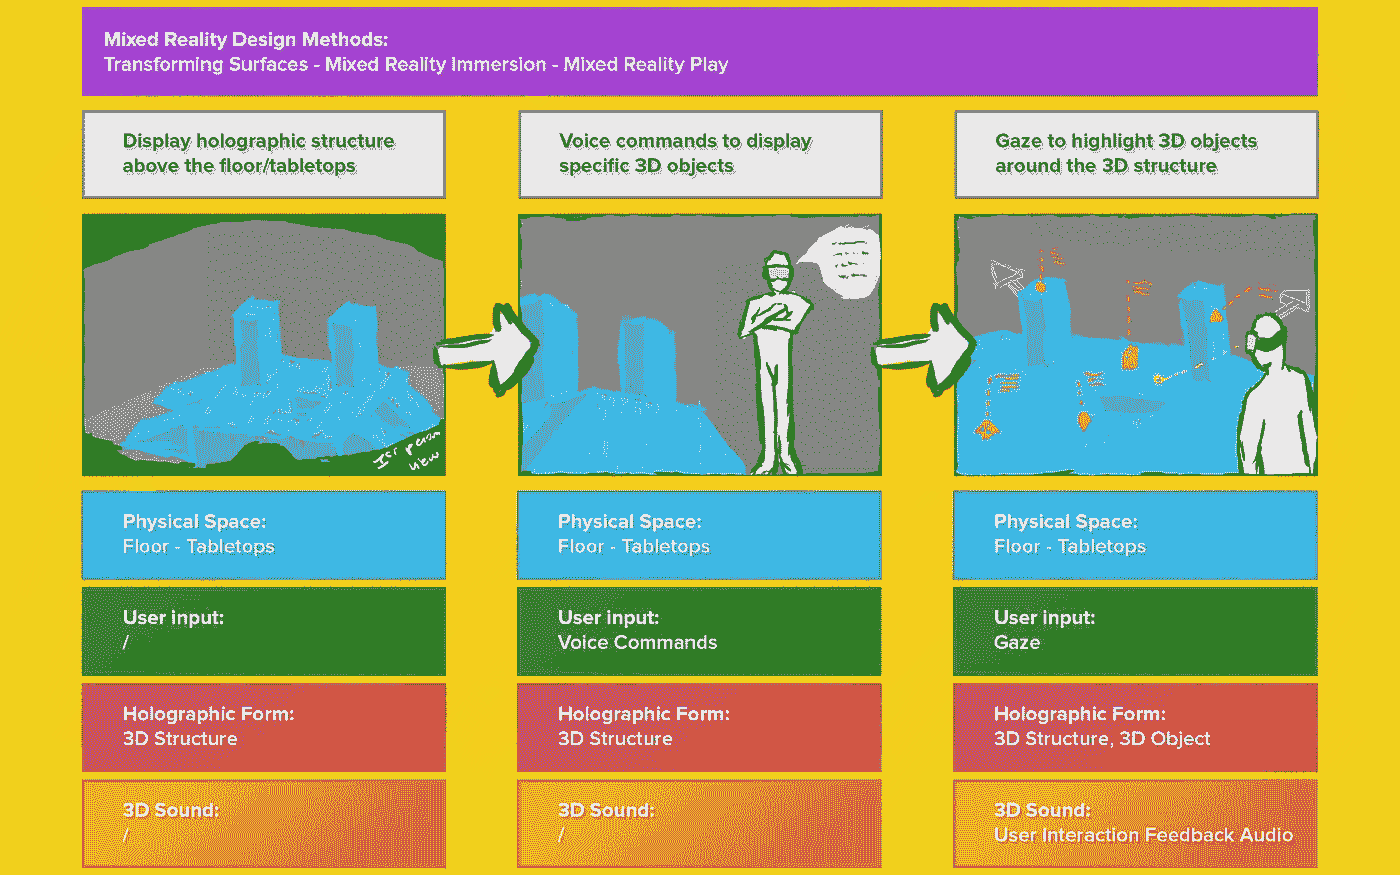 Mixed Reality Design Methods:
Transforming Surfaces - Mixed Reality Immersion - Mixed Reality Play
Display holographic structure
above the floor/tabletops
Voice commands to display
specific 3D objects
Gaze to highlight 3D objects
around the 3D structure
1st person
view
Physical Space:
Floor - Tabletops
Physical Space:
Floor - Tabletops
Physical Space:
Floor - Tabletops
User input:
/
User input:
Voice Commands
User input:
Gaze
Holographic Form:
3D Structure
Holographic Form:
3D Structure
Holographic Form:
3D Structure, 3D Object
3D Sound:
/
3D Sound:
/
3D Sound:
User Interaction Feedback Audio